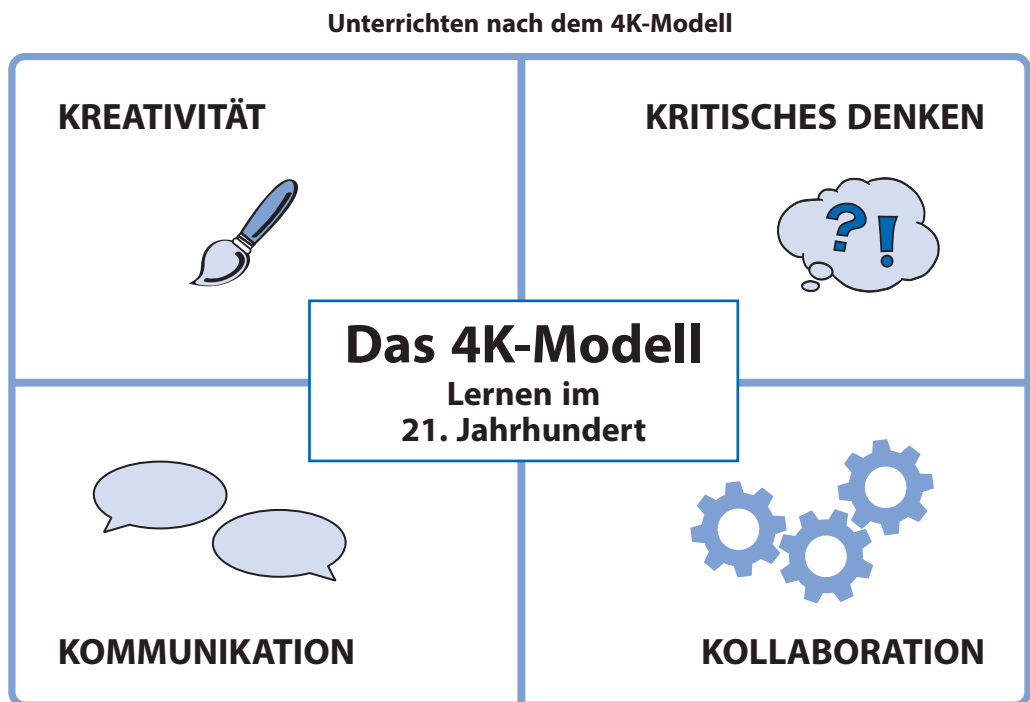 Unterrichten nach dem 4K-Modell
KREATIVITÄT
KRITISCHES DENKEN
?!
Das 4K-Modell
Lernen im
21. Jahrhundert
KOMMUNIKATION
KOLLABORATION